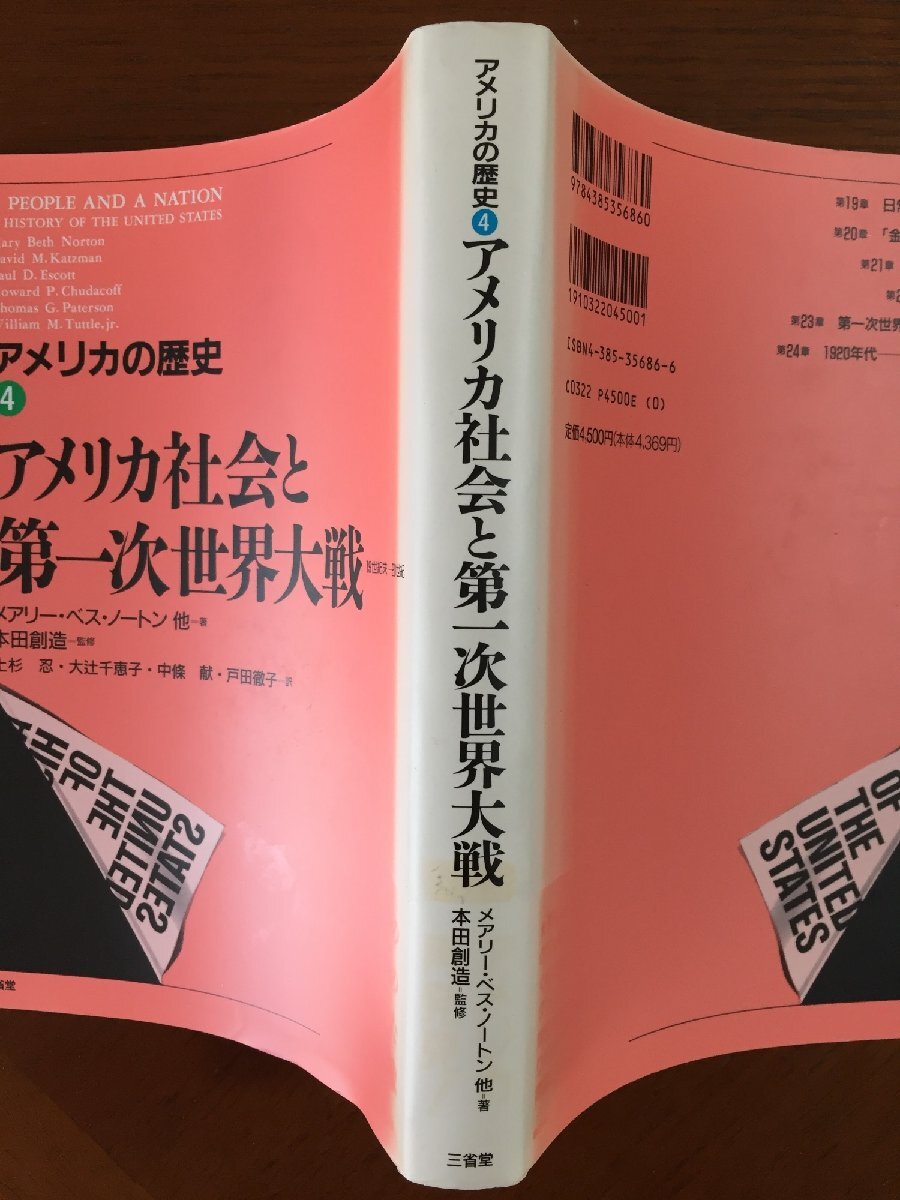 PEOPLE AND A NATION
HISTORY OF THE UNITED STATES
ary Beth Norton
avid M. Katzman
aul D. Escott
oward P. Chudacoff
homas G. Paterson
William M. Tuttle, jr.
アメリカの歴史
4
アメリカ社会と
第一次世界大戦
メアリー・ベス・ノートン 他=著
本田創造=監修
上杉 忍・大辻千恵子・中條 献・戸田徹子=訳
OF
THE
UNITED
STATES
省堂
アメリカの歴史 4 アメリカ社会と第一次世界大戦
メアリー・ベス・ノートン 他=著
本田創造=監修
三省堂
9784385356860
1910322045001
ISBN4-385-35686-6
C0322 P4500E (0)
定価4,500円(本体4,369円)
第19章 日常
第20章 「金
第21章
第2
第23章 第一次世界
第24章 1920年代
OF
THE
UNITED
STATES